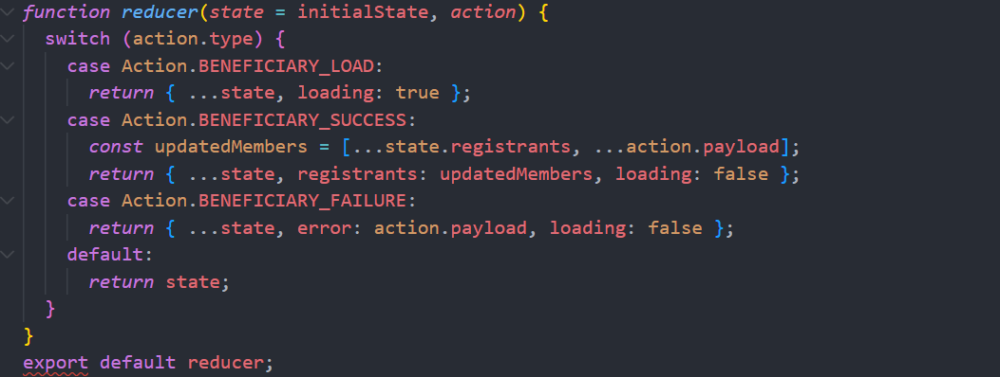 function reducer(state = initialState, action) {
  switch (action.type) {
    case Action.BENEFICIARY_LOAD:
      return { ...state, loading: true };
    case Action.BENEFICIARY_SUCCESS:
      const updatedMembers = [...state.registrants, ...action.payload];
      return { ...state, registrants: updatedMembers, loading: false };
    case Action.BENEFICIARY_FAILURE:
      return { ...state, error: action.payload, loading: false };
    default:
      return state;
  }
}
export default reducer;